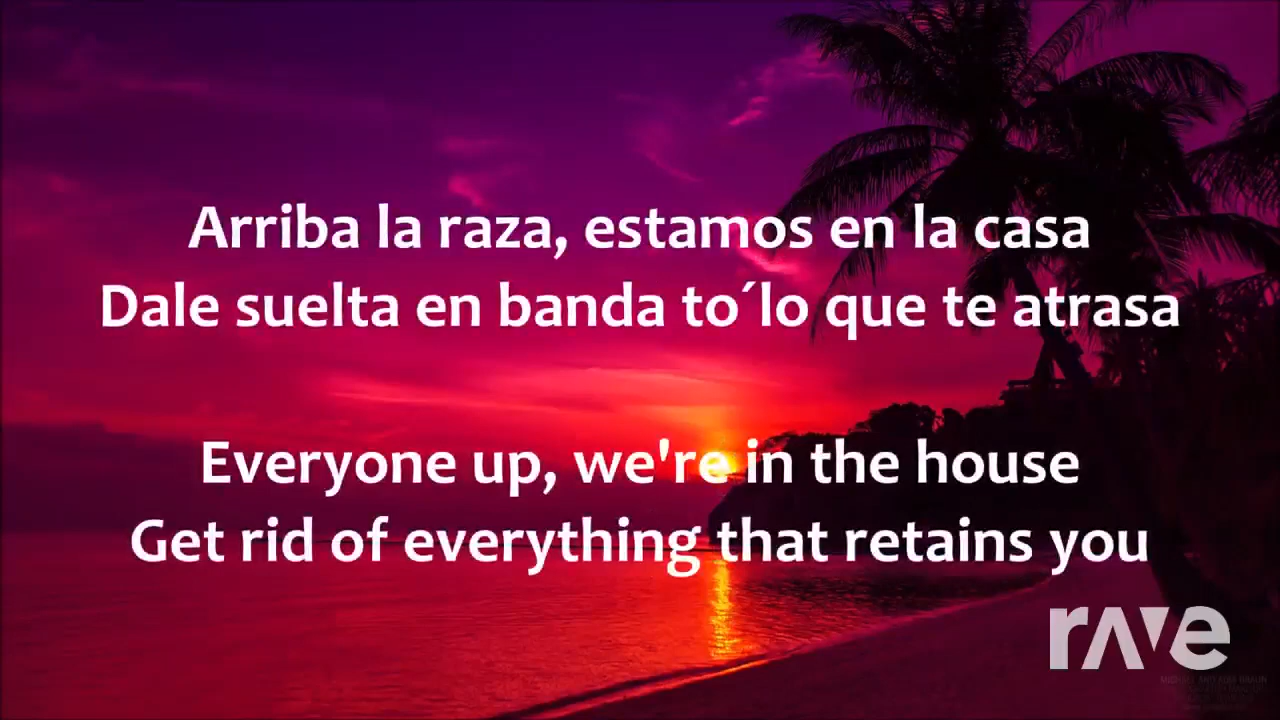 Arriba la raza, estamos en la casa
Dale suelta en banda to´lo que te atrasa
Everyone up, we're in the house
Get rid of everything that retains you
rave